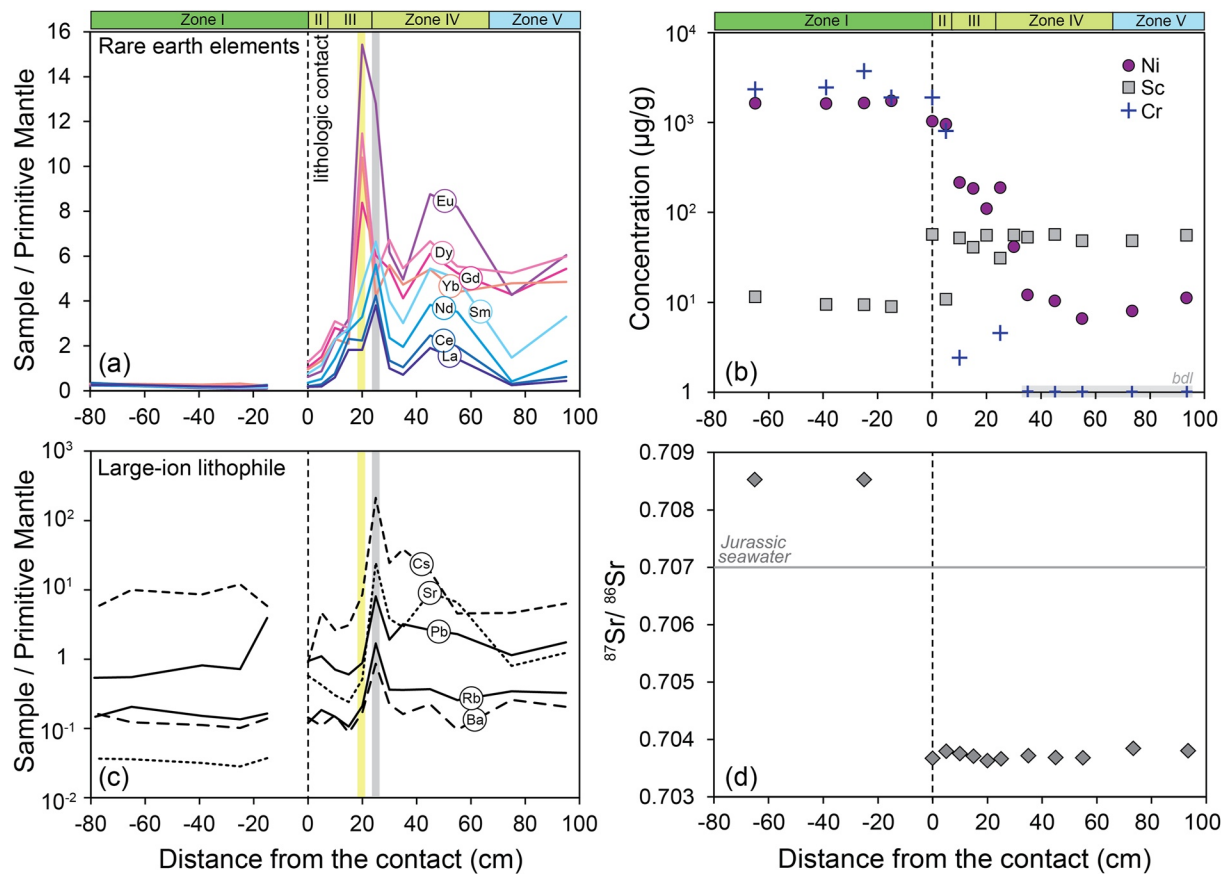 Zone I II III Zone IV Zone V
Rare earth elements
lithologic contact
Sample / Primitive Mantle
16
14
12
10
8
6
4
2
0
Eu
Dy
Gd
Yb
Sm
Nd
Ce
La
(a)
-80 -60 -40 -20 0 20 40 60 80 100
Zone I II III Zone IV Zone V
Concentration (µg/g)
10⁴
10³
10²
10¹
1
Ni
Sc
Cr
bdl
(b)
-80 -60 -40 -20 0 20 40 60 80 100
Large-ion lithophile
Sample / Primitive Mantle
10³
10²
10¹
1
10⁻¹
10⁻²
Cs
Sr
Pb
Rb
Ba
(c)
-80 -60 -40 -20 0 20 40 60 80 100
Distance from the contact (cm)
⁸⁷Sr/ ⁸⁶Sr
0.709
0.708
0.707
0.706
0.705
0.704
0.703
Jurassic
seawater
(d)
-80 -60 -40 -20 0 20 40 60 80 100
Distance from the contact (cm)